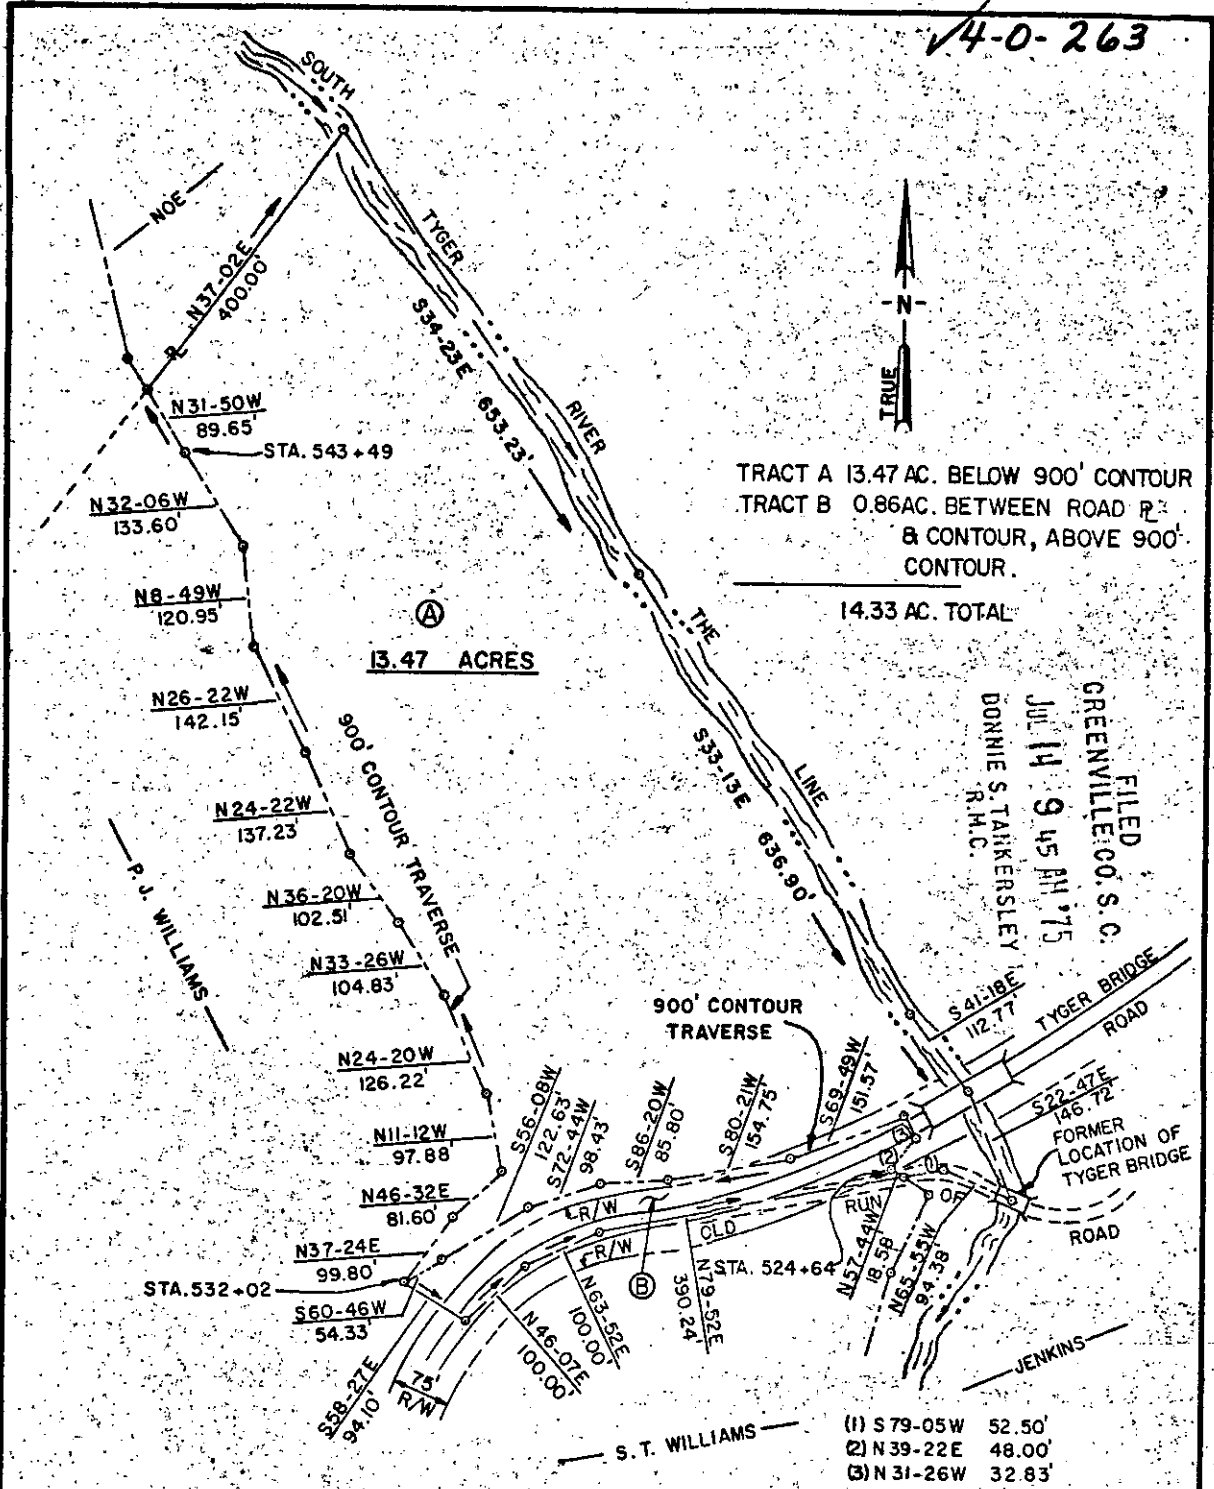 4-0-263
SOUTH
TYGER
RIVER
THE
LINE
NOE
N37-02E
400.00'
S34-23E 653.23'
-N-
TRUE
N31-50W
89.65'
STA. 543+49
N32-06W
133.60'
N8-49W
120.95'
TRACT A 13.47 AC. BELOW 900' CONTOUR
TRACT B 0.86AC. BETWEEN ROAD PL
& CONTOUR, ABOVE 900'
CONTOUR.
14.33 AC. TOTAL
A
13.47 ACRES
N26-22W
142.15'
900' CONTOUR TRAVERSE
N24-22W
137.23'
S33-13E 636.90'
FILED
GREENVILLE CO. S. C.
JUL 14 9 45 AM '75
DONNIE S. TANKERSLEY
R.M.C.
P. J. WILLIAMS
N36-20W
102.51'
N33-26W
104.83'
N24-20W
126.22'
N11-12W
97.88'
900' CONTOUR
TRAVERSE
S41-18E
112.77'
TYGER BRIDGE
ROAD
S56-08W
122.63'
S72-44W
98.43'
S86-20W
85.80'
S80-21W
154.75'
S69-49W
151.57'
S22-47E
146.72'
FORMER
LOCATION OF
TYGER BRIDGE
ROAD
(3)
(2)
(1)
N46-32E
81.60'
N37-24E
99.80'
STA.532+02
S60-46W
54.33'
R/W
R/W
OLD
RUN
OF
B
STA. 524+64
N57-44W
18.58
N65-55W
94.38'
N79-52E
390.24'
N63-52E
100.00'
N46-07E
100.00'
S58-27E
94.10'
75'
R/W
JENKINS
S.T. WILLIAMS
(1) S 79-05W 52.50'
(2) N 39-22E 48.00'
(3) N 31-26W 32.83'